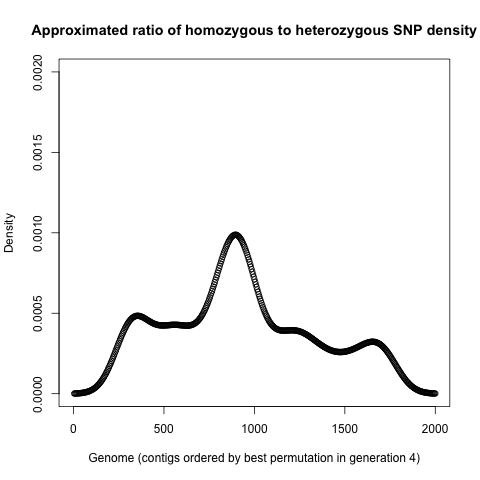 Approximated ratio of homozygous to heterozygous SNP density
0.0020
0.0015
0.0010
0.0005
0.0000
Density
0 500 1000 1500 2000
Genome (contigs ordered by best permutation in generation 4)